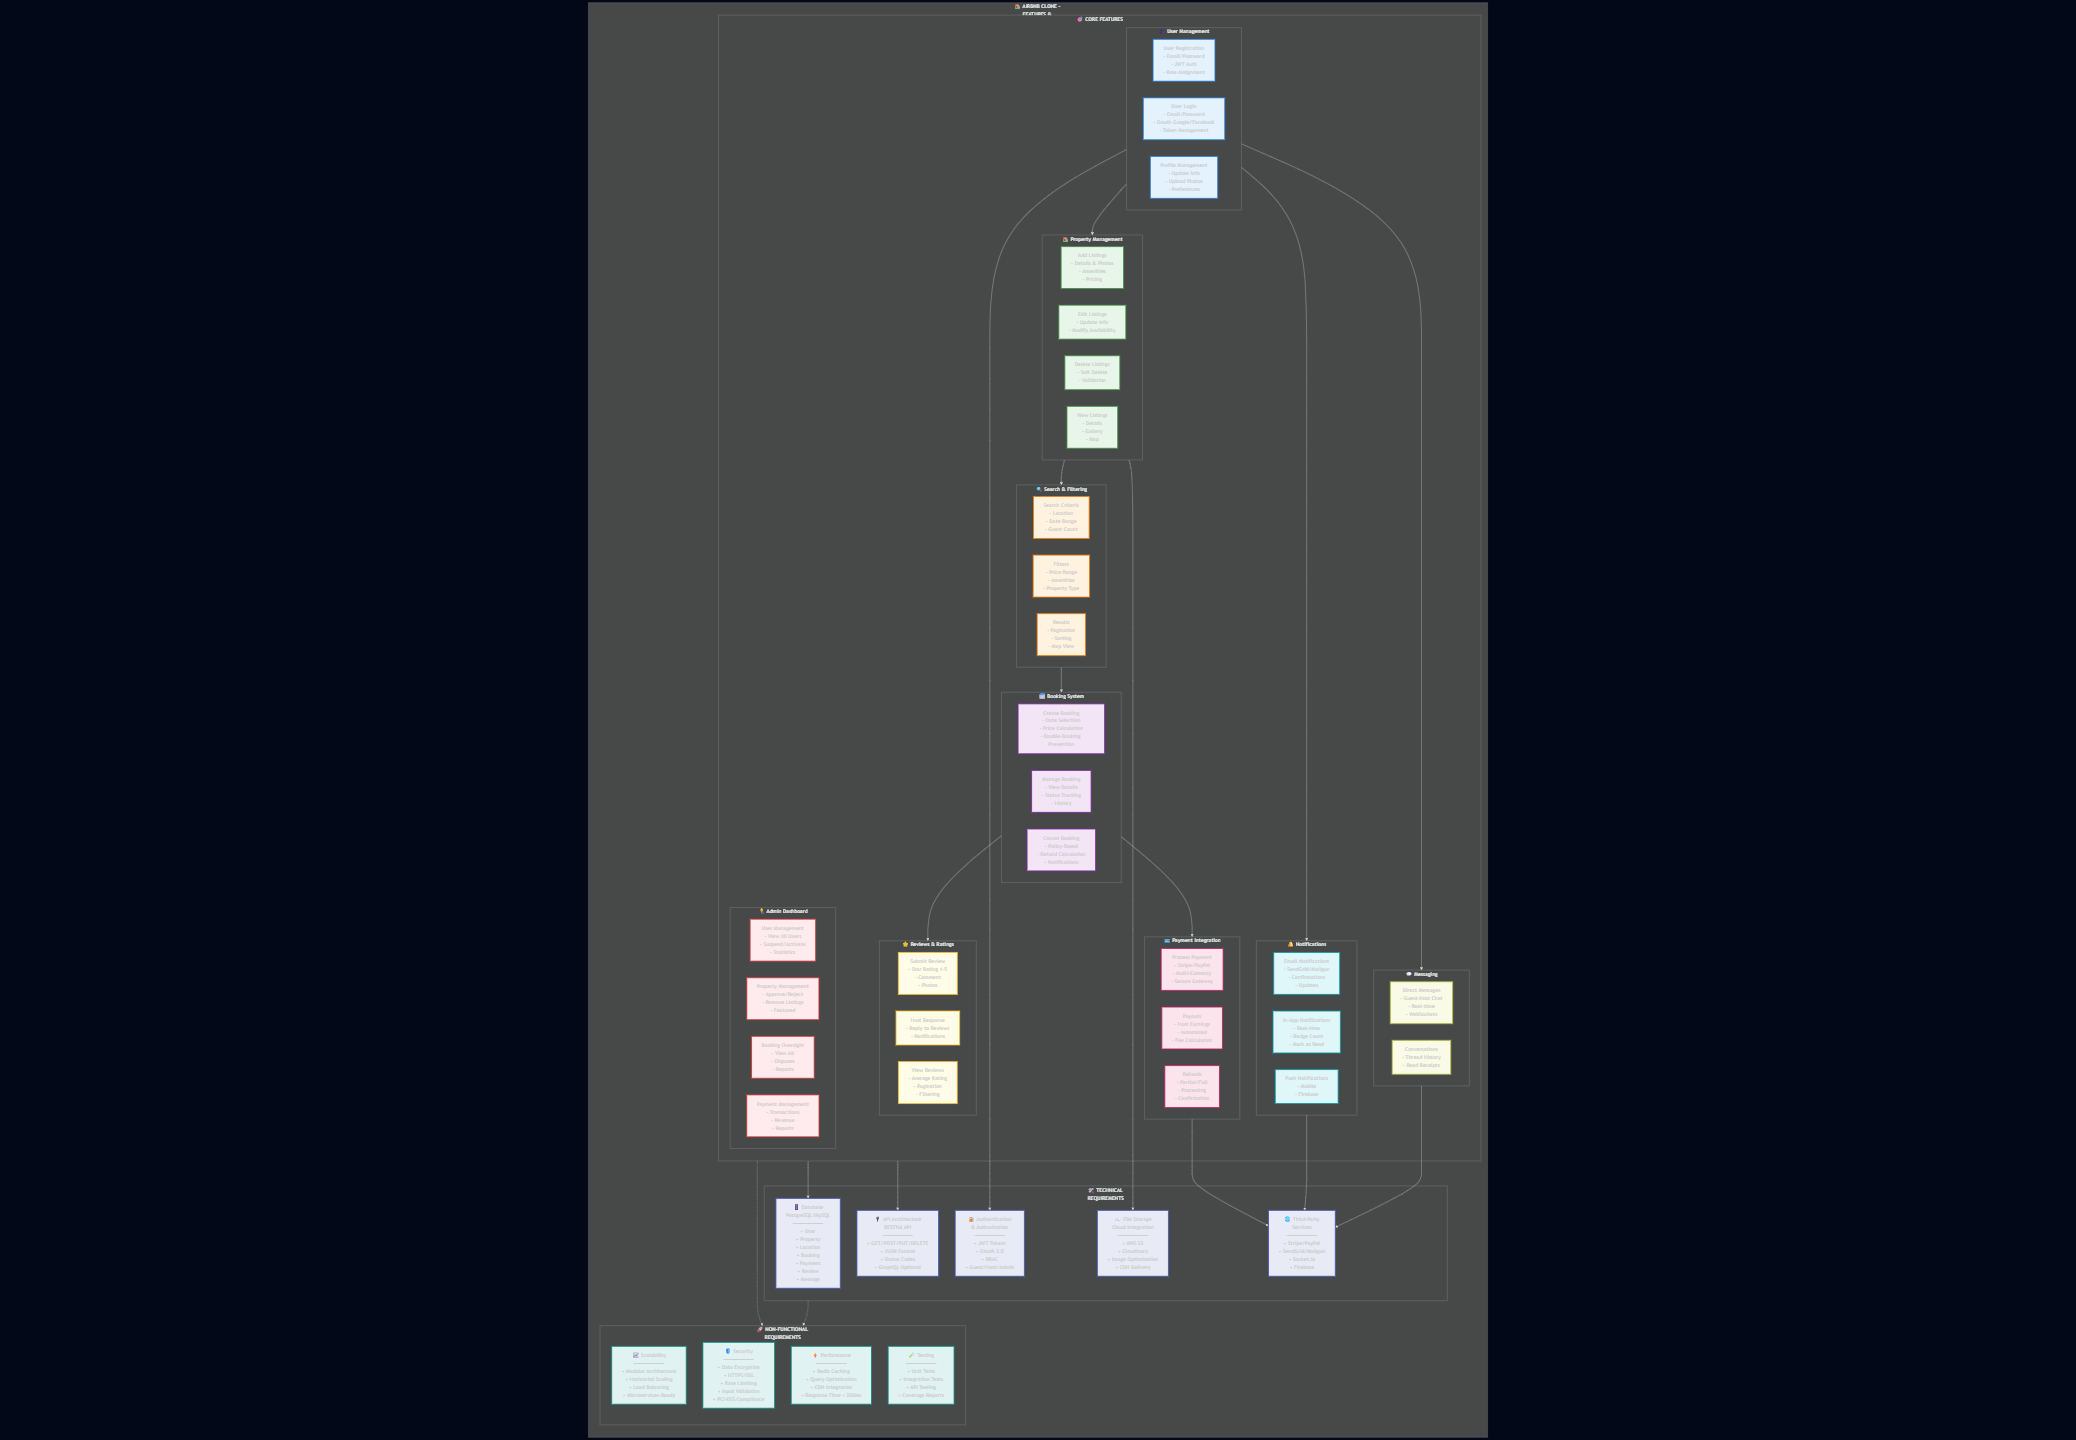 AIRBNB CLONE -
FEATURES &
CORE FEATURES
User Management
User Registration
- Email/Password
- JWT Auth
- Role Assignment
User Login
- Email/Password
- OAuth Google/Facebook
- Token Management
Profile Management
- Update Info
- Upload Photos
- Preferences
Property Management
Add Listings
- Details & Photos
- Amenities
- Pricing
Edit Listings
- Update Info
- Modify Availability
Delete Listings
- Soft Delete
- Validation
View Listings
- Details
- Gallery
- Map
Search & Filtering
Search Criteria
- Location
- Date Range
- Guest Count
Filters
- Price Range
- Amenities
- Property Type
Results
- Pagination
- Sorting
- Map View
Booking System
Create Booking
- Date Selection
- Price Calculation
- Double-Booking
Prevention
Manage Booking
- View Details
- Status Tracking
- History
Cancel Booking
- Policy-Based
- Refund Calculation
- Notifications
Admin Dashboard
User Management
- View All Users
- Suspend/Activate
- Statistics
Property Management
- Approve/Reject
- Remove Listings
- Featured
Booking Oversight
- View All
- Disputes
- Reports
Payment Management
- Transactions
- Revenue
- Reports
Reviews & Ratings
Submit Review
- Star Rating 1-5
- Comment
- Photos
Host Response
- Reply to Reviews
- Notifications
View Reviews
- Average Rating
- Pagination
- Filtering
Payment Integration
Process Payment
- Stripe/PayPal
- Multi-Currency
- Secure Gateway
Payouts
- Host Earnings
- Automated
- Fee Calculation
Refunds
- Partial/Full
- Processing
- Confirmation
Notifications
Email Notifications
- SendGrid/Mailgun
- Confirmations
- Updates
In-App Notifications
- Real-time
- Badge Count
- Mark as Read
Push Notifications
- Mobile
- Firebase
Messaging
Direct Messages
- Guest-Host Chat
- Real-time
- WebSockets
Conversations
- Thread History
- Read Receipts
TECHNICAL
REQUIREMENTS
Database
PostgreSQL/MySQL
• User
• Property
• Location
• Booking
• Payment
• Review
• Message
API Architecture
RESTful API
• GET/POST/PUT/DELETE
• JSON Format
• Status Codes
• GraphQL Optional
Authentication
& Authorization
• JWT Tokens
• OAuth 2.0
• RBAC
• Guest/Host/Admin
File Storage
Cloud Integration
• AWS S3
• Cloudinary
• Image Optimization
• CDN Delivery
Third-Party
Services
• Stripe/PayPal
• SendGrid/Mailgun
• Socket.io
• Firebase
NON-FUNCTIONAL
REQUIREMENTS
Scalability
• Modular Architecture
• Horizontal Scaling
• Load Balancing
• Microservices-Ready
Security
• Data Encryption
• HTTPS/SSL
• Rate Limiting
• Input Validation
• PCI-DSS Compliance
Performance
• Redis Caching
• Query Optimization
• CDN Integration
• Response Time < 200ms
Testing
• Unit Tests
• Integration Tests
• API Testing
• Coverage Reports